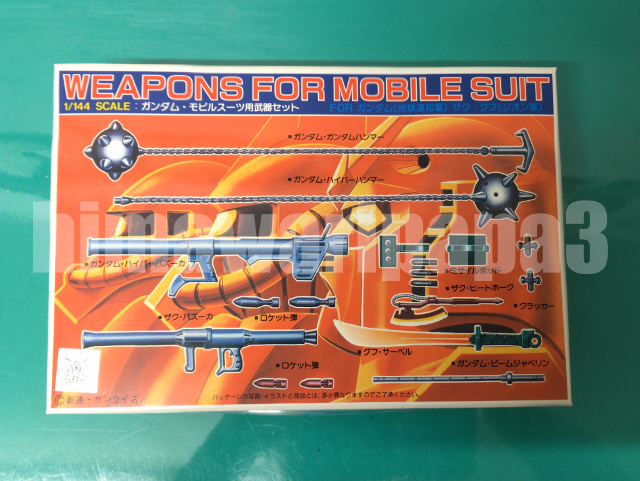 WEAPONS FOR MOBILE SUIT
1/144 SCALE：ガンダム・モビルスーツ用武器セット
FOR ガンダム(地球連邦軍) ザク・グフ(ジオン軍)
■ガンダム・ガンダムハンマー
■ガンダム・ハイパーハンマー
himawaripapa3
■ガンダム・ハイパーバズーカ
■ミサイルポッド
■ザク・ヒートホーク
■クラッカー
■ザク・バズーカ
■ロケット弾
■グフ・サーベル
■ロケット弾
■ガンダム・ビームジャベリン
パッケージの写真・イラストと商品とは、多少異なりますのでご了承ください。
©創通・サンライズ